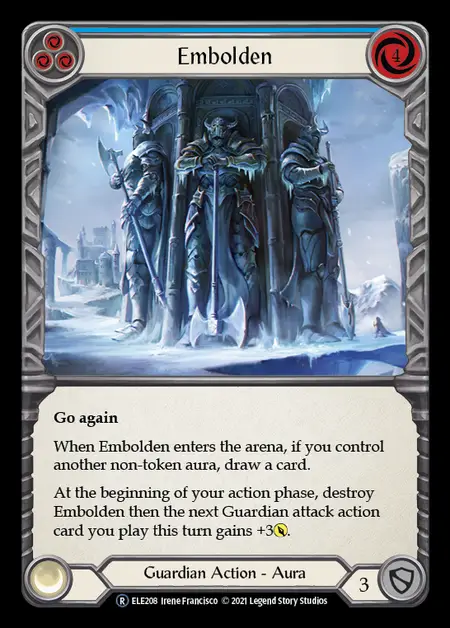 Embolden
4
Go again
When Embolden enters the arena, if you control
another non-token aura, draw a card.
At the beginning of your action phase, destroy
Embolden then the next Guardian attack action
card you play this turn gains +3.
Guardian Action - Aura
3
R ELE208 Irene Francisco © 2021 Legend Story Studios